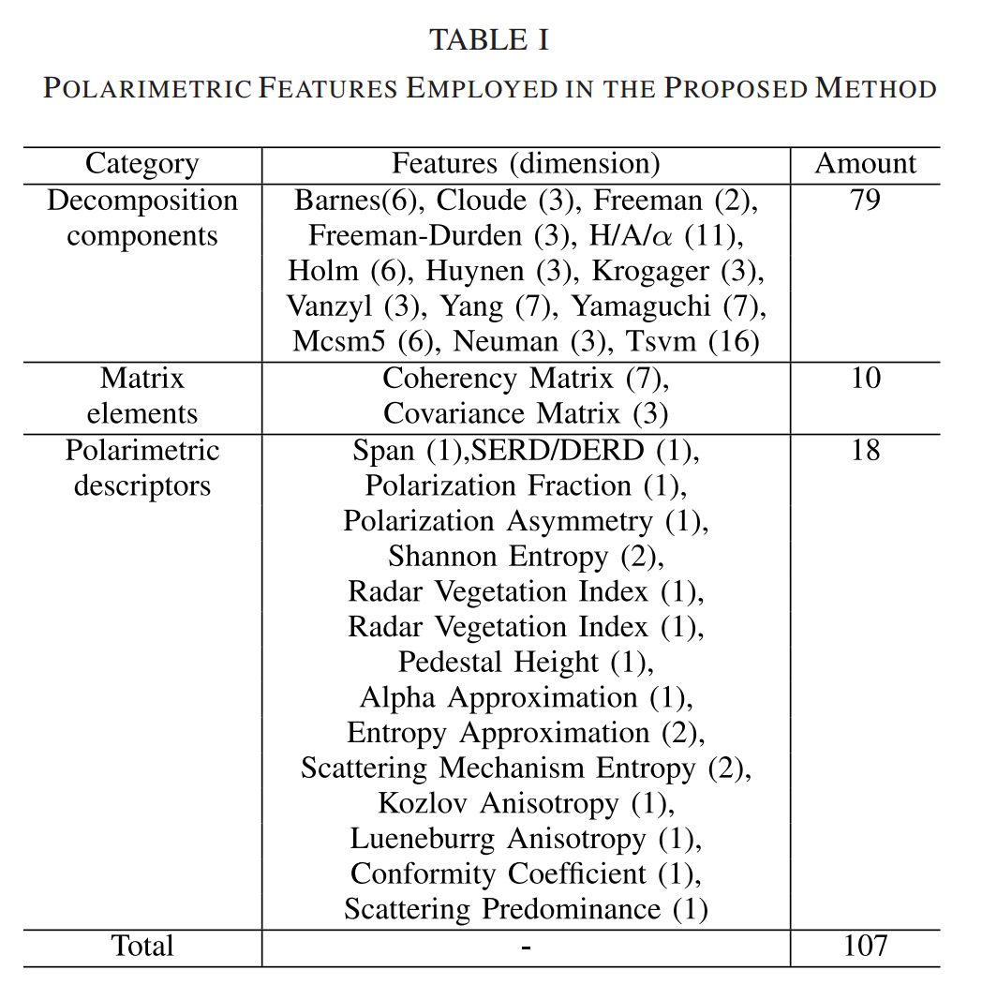 TABLE I
POLARIMETRIC FEATURES EMPLOYED IN THE PROPOSED METHOD
Category Features (dimension) Amount
Decomposition Barnes(6), Cloude (3), Freeman (2), 79
components Freeman-Durden (3), H/A/α (11),
Holm (6), Huynen (3), Krogager (3),
Vanzyl (3), Yang (7), Yamaguchi (7),
Mcsm5 (6), Neuman (3), Tsvm (16)
Matrix Coherency Matrix (7), 10
elements Covariance Matrix (3)
Polarimetric Span (1),SERD/DERD (1), 18
descriptors Polarization Fraction (1),
Polarization Asymmetry (1),
Shannon Entropy (2),
Radar Vegetation Index (1),
Radar Vegetation Index (1),
Pedestal Height (1),
Alpha Approximation (1),
Entropy Approximation (2),
Scattering Mechanism Entropy (2),
Kozlov Anisotropy (1),
Lueneburrg Anisotropy (1),
Conformity Coefficient (1),
Scattering Predominance (1)
Total - 107